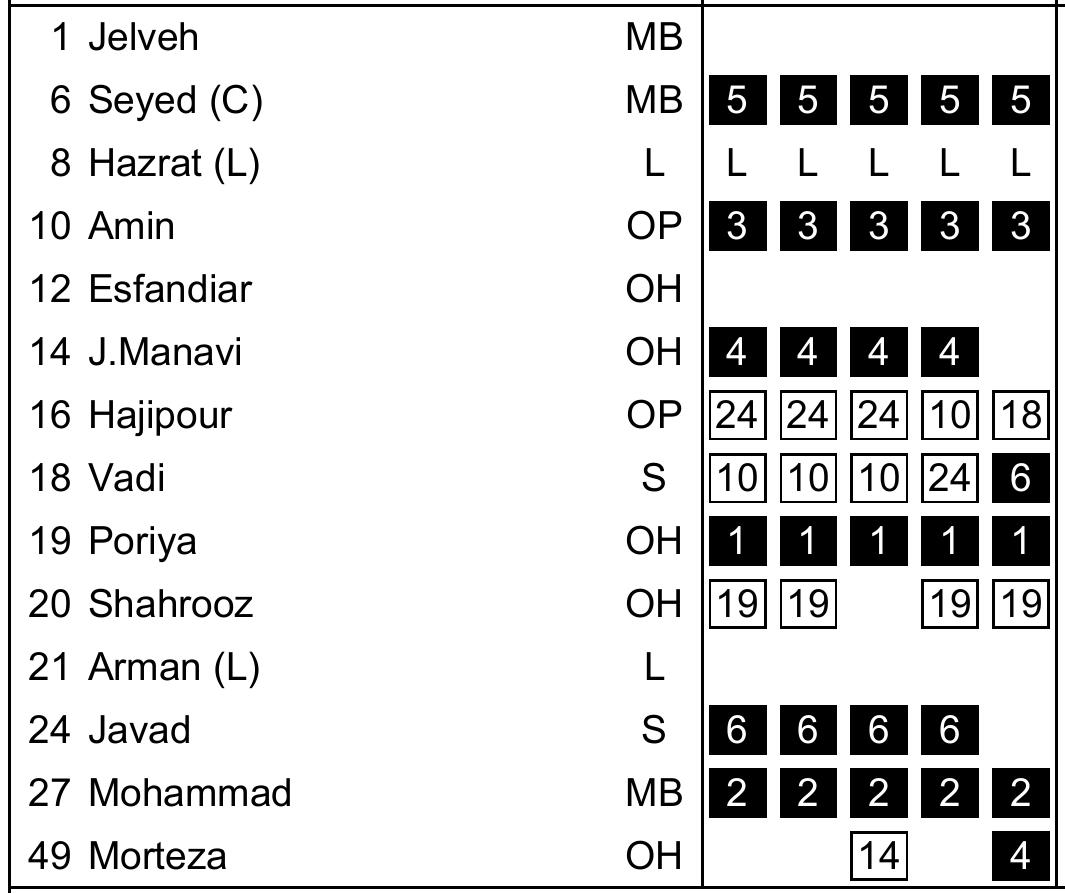 1 Jelveh MB
6 Seyed (C) MB 5 5 5 5 5
8 Hazrat (L) L L L L L L
10 Amin OP 3 3 3 3 3
12 Esfandiar OH
14 J.Manavi OH 4 4 4 4
16 Hajipour OP 24 24 24 10 18
18 Vadi S 10 10 10 24 6
19 Poriya OH 1 1 1 1 1
20 Shahrooz OH 19 19 19 19
21 Arman (L) L
24 Javad S 6 6 6 6
27 Mohammad MB 2 2 2 2 2
49 Morteza OH 14 4